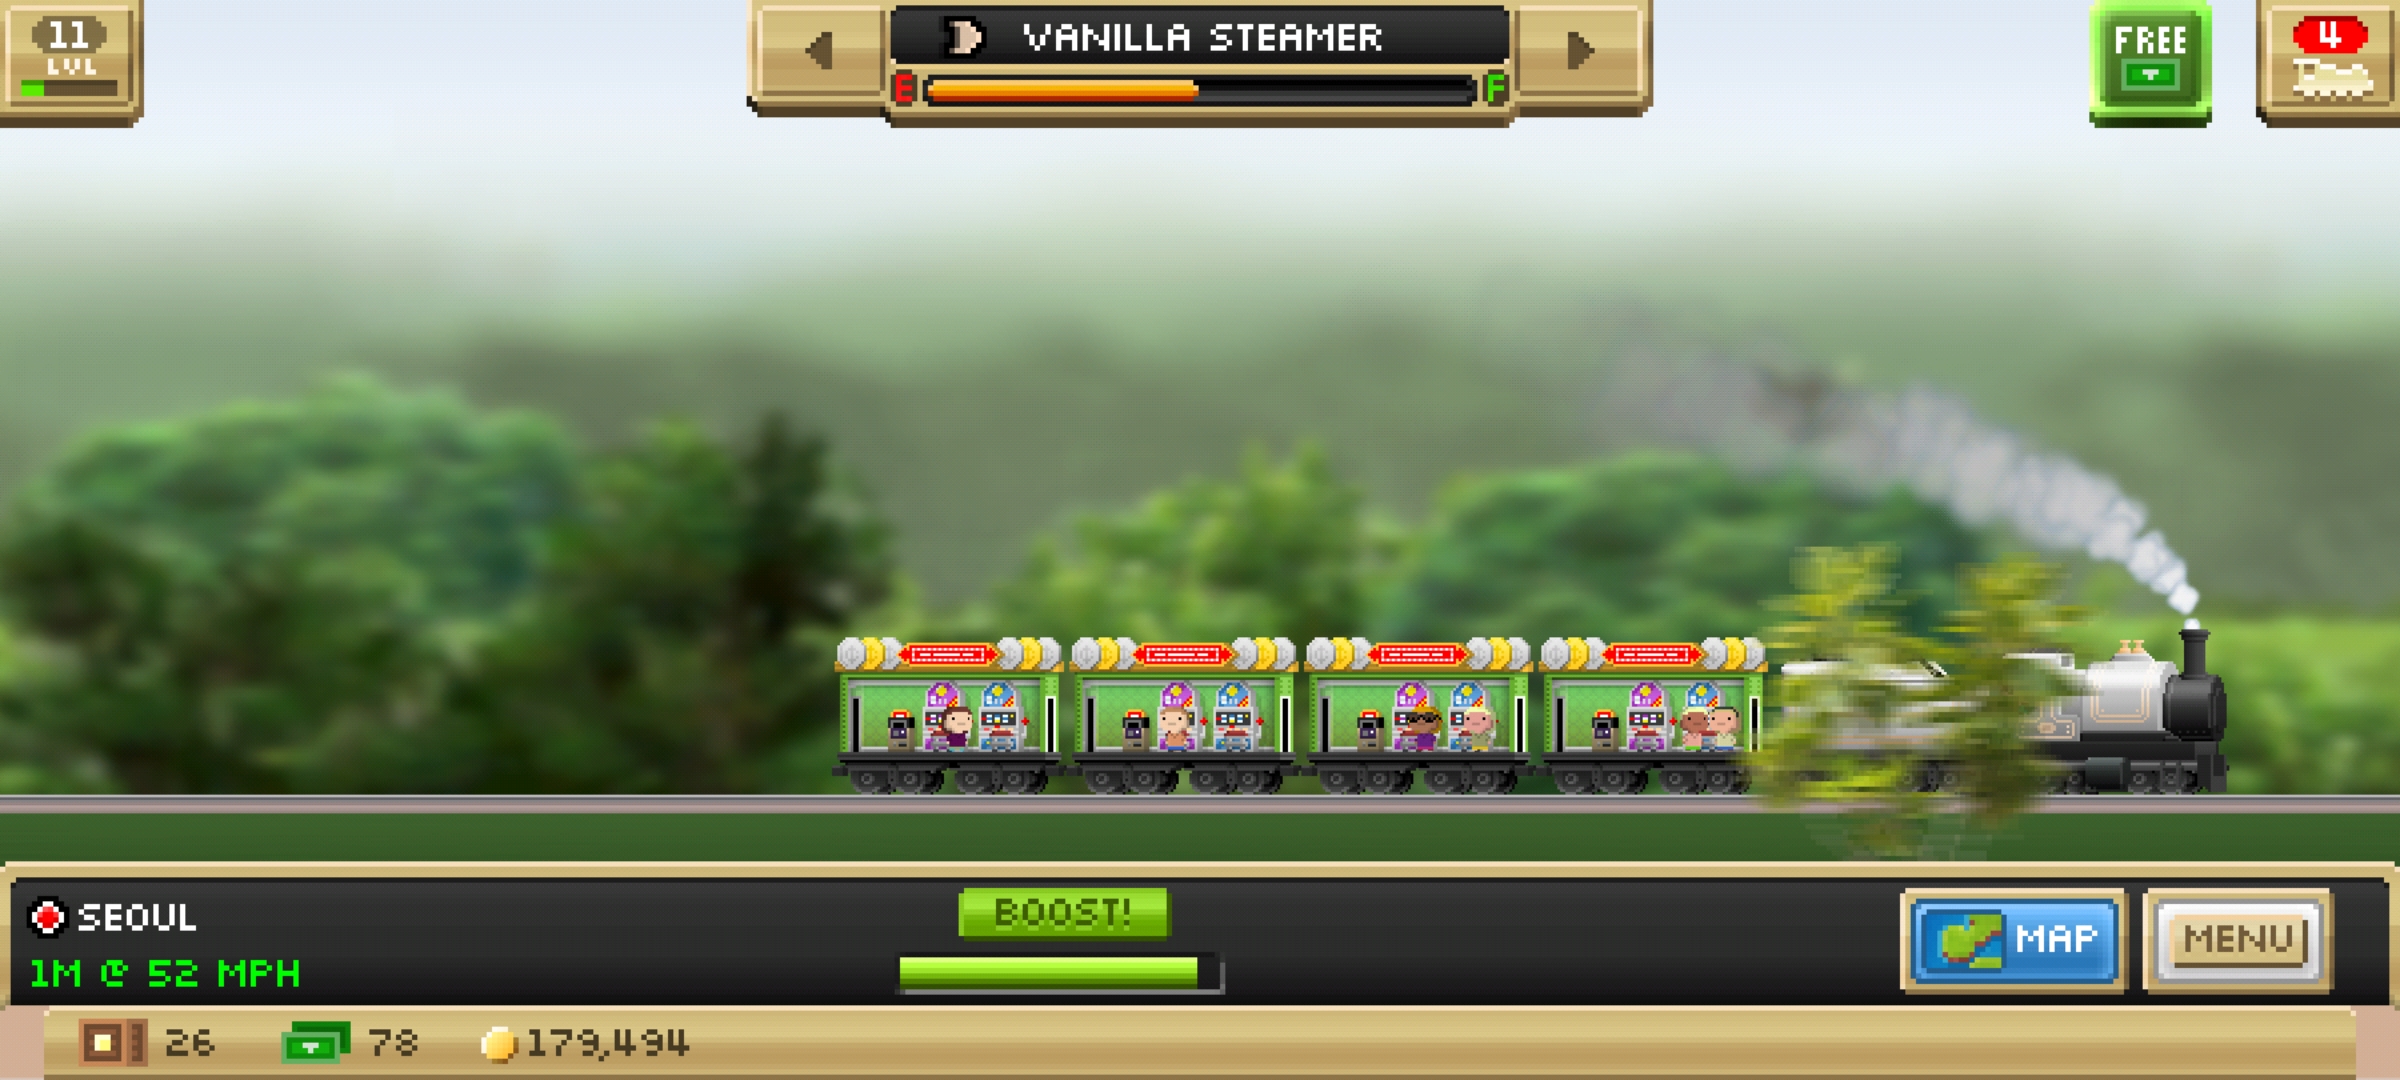 11
LVL
VANILLA STEAMER
E F
FREE
4
SEOUL
1M @ 52 MPH
BOOST!
MAP
MENU
26
78
179,494